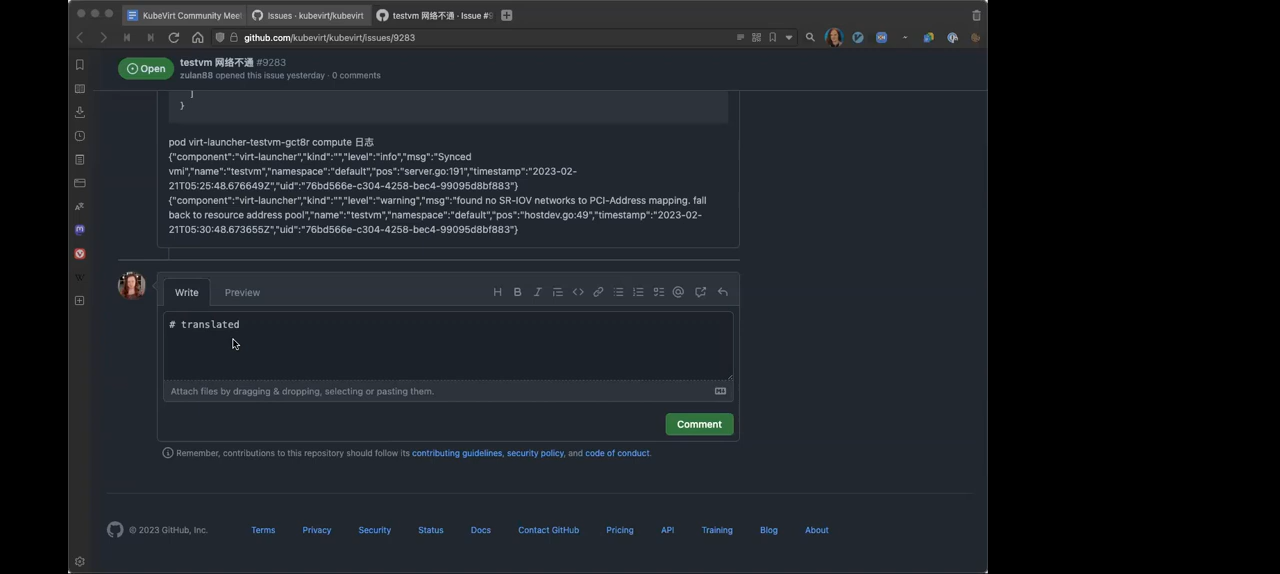 KubeVirt Community Mee
Issues · kubevirt/kubevirt
testvm 网络不通 · Issue #9
github.com/kubevirt/kubevirt/issues/9283
Open
testvm 网络不通 #9283
zulan88 opened this issue yesterday · 0 comments
]
}
pod virt-launcher-testvm-gct8r compute 日志
{"component":"virt-launcher","kind":"","level":"info","msg":"Synced
vmi","name":"testvm","namespace":"default","pos":"server.go:191","timestamp":"2023-02-
21T05:25:48.676649Z","uid":"76bd566e-c304-4258-bec4-99095d8bf883"}
{"component":"virt-launcher","kind":"","level":"warning","msg":"found no SR-IOV networks to PCI-Address mapping. fall
back to resource address pool","name":"testvm","namespace":"default","pos":"hostdev.go:49","timestamp":"2023-02-
21T05:30:48.673655Z","uid":"76bd566e-c304-4258-bec4-99095d8bf883"}
Write
Preview
# translated
Attach files by dragging & dropping, selecting or pasting them.
Comment
Remember, contributions to this repository should follow its contributing guidelines, security policy, and code of conduct.
© 2023 GitHub, Inc.
Terms
Privacy
Security
Status
Docs
Contact GitHub
Pricing
API
Training
Blog
About